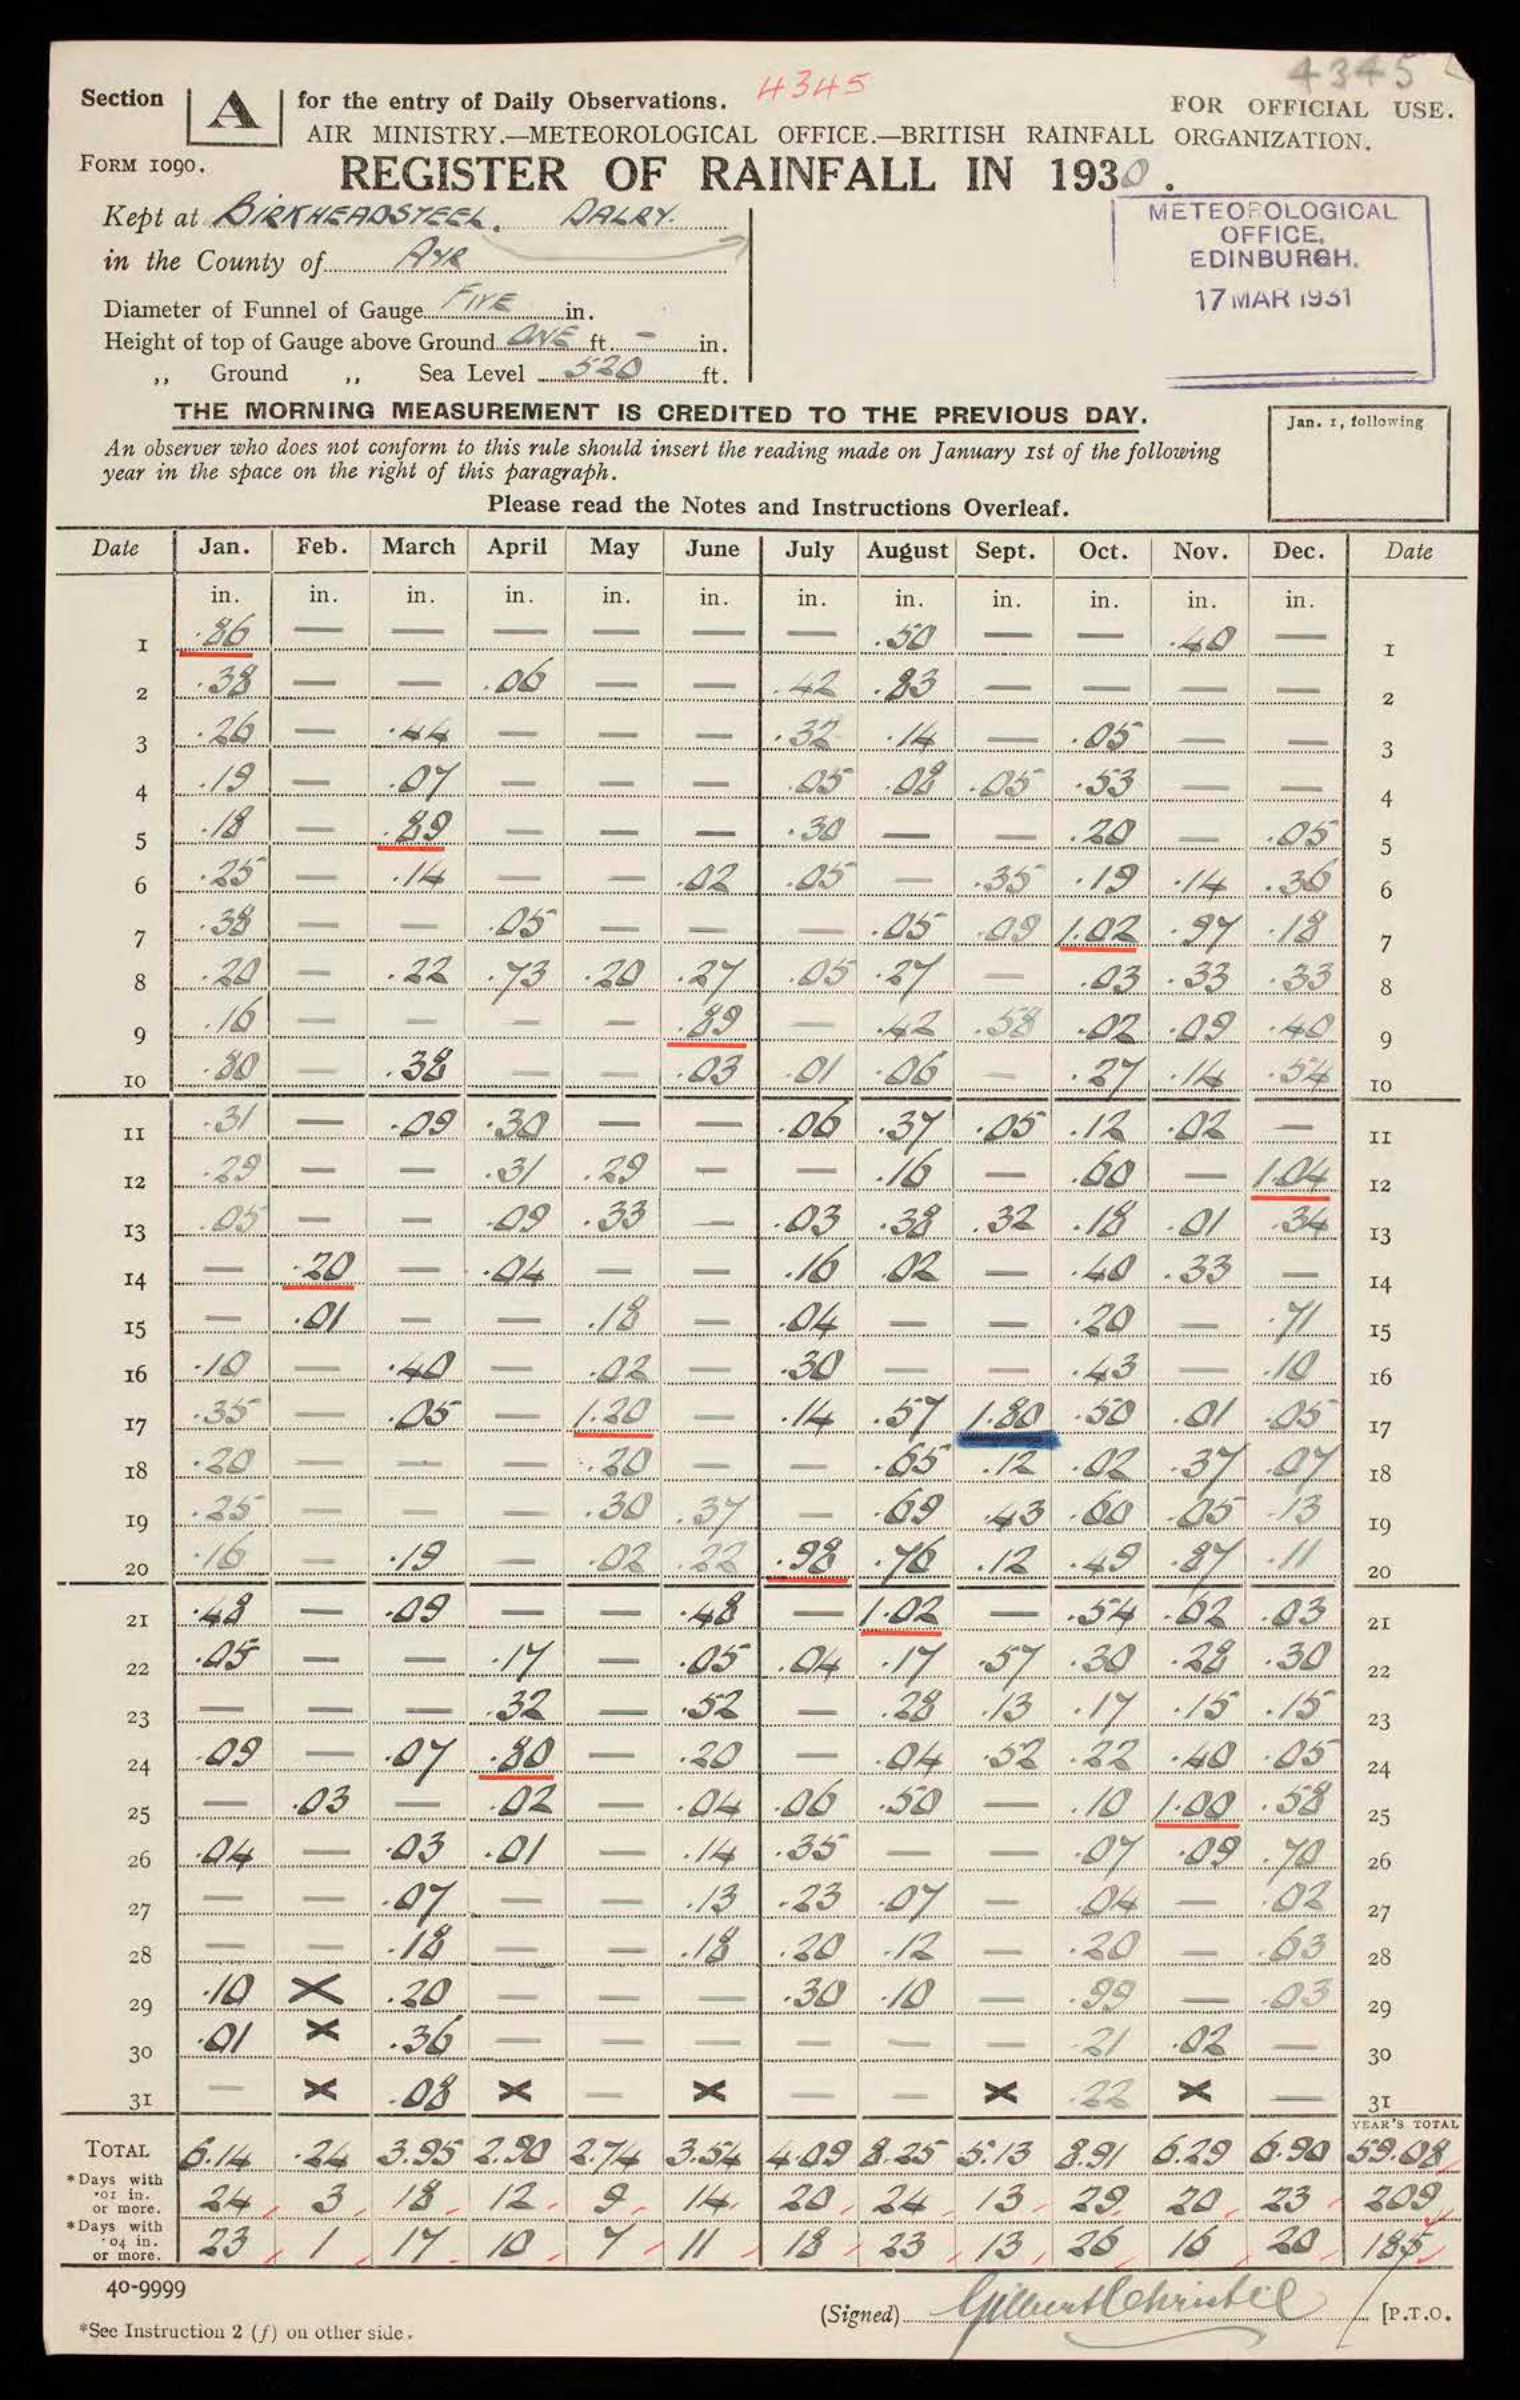 4345
4345
Section A for the entry of Daily Observations.
FOR OFFICIAL USE.
AIR MINISTRY.—METEOROLOGICAL OFFICE.—BRITISH RAINFALL ORGANIZATION.
FORM 1090.
REGISTER OF RAINFALL IN 1930.
Kept at BIRKHEADSTEEL. DALRY.
in the County of AYR
Diameter of Funnel of Gauge FIVE in.
Height of top of Gauge above Ground ONE ft. - in.
,, Ground ,, Sea Level 520 ft.
METEOROLOGICAL
OFFICE,
EDINBURGH.
17 MAR 1931
THE MORNING MEASUREMENT IS CREDITED TO THE PREVIOUS DAY.
An observer who does not conform to this rule should insert the reading made on January 1st of the following
year in the space on the right of this paragraph.
Jan. 1, following
Please read the Notes and Instructions Overleaf.
Date Jan. Feb. March April May June July August Sept. Oct. Nov. Dec. Date
in. in. in. in. in. in. in. in. in. in. in. in.
1 .86 — — — — — — .50 — — .40 — 1
2 .38 — — .06 — — .42 .83 — — — — 2
3 .26 — .44 — — — .32 .14 — .05 — — 3
4 .19 — .07 — — — .05 .08 .05 .53 — — 4
5 .18 — .89 — — — .30 — — .20 — .05 5
6 .25 — .14 — — .02 .05 — .35 .19 .14 .36 6
7 .38 — — .05 — — — .05 .09 1.02 .97 .18 7
8 .20 — .22 .73 .20 .27 .05 .27 — .03 .33 .33 8
9 .16 — — — — .89 — .42 .58 .02 .09 .40 9
10 .80 — .38 — — .03 .01 .06 — .27 .14 .54 10
11 .31 — .09 .30 — — .06 .37 .05 .12 .02 — 11
12 .29 — — .31 .29 — — .16 — .60 — 1.04 12
13 .05 — — .09 .33 — .03 .38 .32 .18 .01 .34 13
14 — .20 — .04 — — .16 .02 — .40 .33 — 14
15 — .01 — — .18 — .04 — — .20 — .71 15
16 .10 — .40 — .02 — .30 — — .43 — .10 16
17 .35 — .05 — 1.20 — .14 .57 1.80 .50 .01 .05 17
18 .20 — — — .20 — — .65 .12 .02 .37 .07 18
19 .25 — — — .30 .37 — .69 .43 .60 .05 .13 19
20 .16 — .19 — .02 .22 .98 .76 .12 .49 .87 .11 20
21 .48 — .09 — — .48 — 1.02 — .54 .62 .03 21
22 .05 — — .17 — .05 .04 .17 .57 .30 .28 .30 22
23 — — — .32 — .52 — .28 .13 .17 .15 .15 23
24 .09 — .07 .80 — .20 — .04 .52 .22 .40 .05 24
25 — .03 — .02 — .04 .06 .50 — .10 1.00 .58 25
26 .04 — .03 .01 — .14 .35 — — .07 .09 .70 26
27 — — .07 — — .13 .23 .07 — .04 — .02 27
28 — — .18 — — .18 .20 .12 — .20 — .63 28
29 .10 X .20 — — — .30 .10 — .99 — .03 29
30 .01 X .36 — — — — — — .21 .02 — 30
31 — X .08 X — X — — X .22 X — 31
YEAR'S TOTAL
TOTAL 6.14 .24 3.95 2.90 2.74 3.54 4.09 8.25 5.13 8.91 6.29 6.90 59.08
*Days with
.01 in.
or more. 24 3 18 12 9 14 20 24 13 29 20 23 209
*Days with
.04 in.
or more. 23 1 17 10 7 11 18 23 13 26 16 20 185
40-9999
(Signed) Gilbert Christie [P.T.O.
*See Instruction 2 (f) on other side.